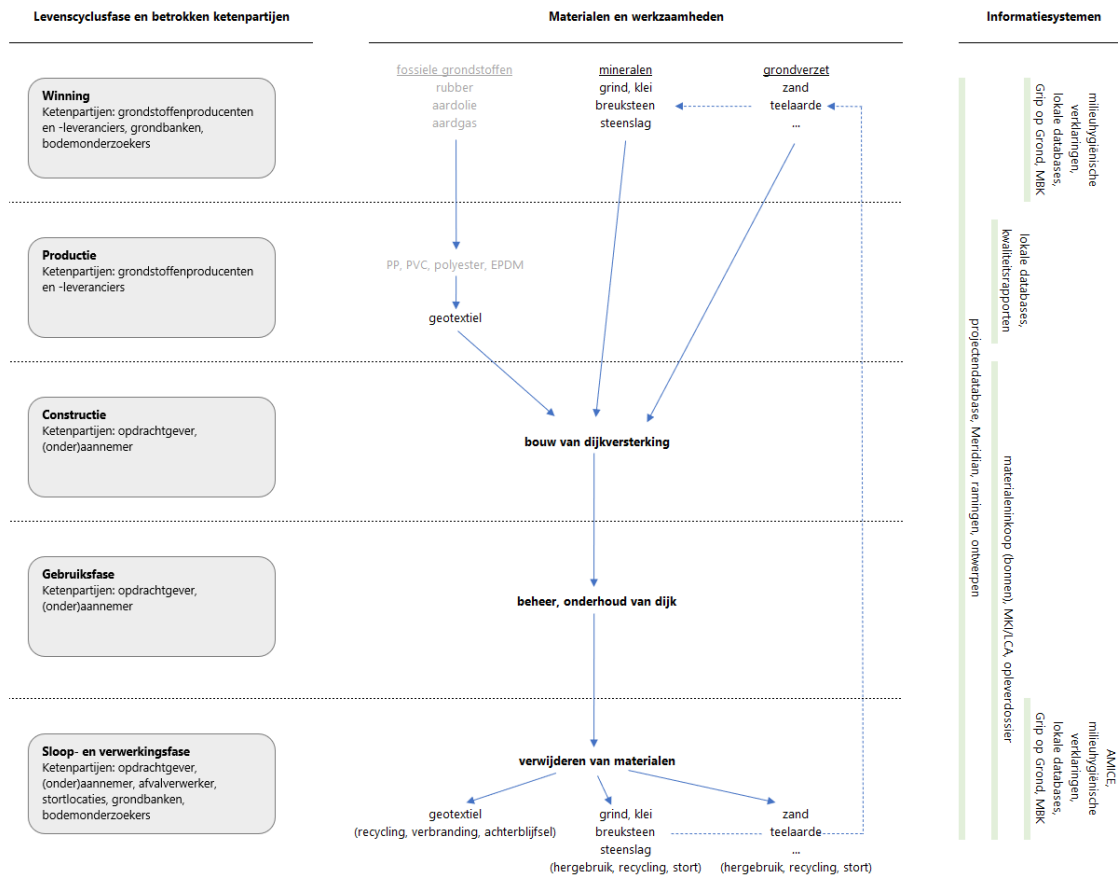 Levenscyclusfase en betrokken ketenpartijen
Materialen en werkzaamheden
Informatiesystemen
Winning
Ketenpartijen: grondstoffenproducenten
en -leveranciers, grondbanken,
bodemonderzoekers
fossiele grondstoffen
rubber
aardolie
aardgas
mineralen
grind, klei
breuksteen
steenslag
grondverzet
zand
teelaarde
...
milieuhygiënische
verklaringen,
lokale databases,
Grip op Grond, MBK
Productie
Ketenpartijen: grondstoffenproducenten
en -leveranciers
PP, PVC, polyester, EPDM
geotextiel
lokale databases,
kwaliteitsrapporten
projectendatabase, Meridian, ramingen, ontwerpen
Constructie
Ketenpartijen: opdrachtgever,
(onder)aannemer
bouw van dijkversterking
materialeninkoop (bonnen), MKI/LCA, opleverdossier
Gebruiksfase
Ketenpartijen: opdrachtgever,
(onder)aannemer
beheer, onderhoud van dijk
Sloop- en verwerkingsfase
Ketenpartijen: opdrachtgever,
(onder)aannemer, afvalverwerker,
stortlocaties, grondbanken,
bodemonderzoekers
verwijderen van materialen
geotextiel
(recycling, verbranding, achterblijfsel)
grind, klei
breuksteen
steenslag
(hergebruik, recycling, stort)
zand
teelaarde
...
(hergebruik, recycling, stort)
AMICE,
milieuhygiënische
verklaringen,
lokale databases,
Grip op Grond, MBK